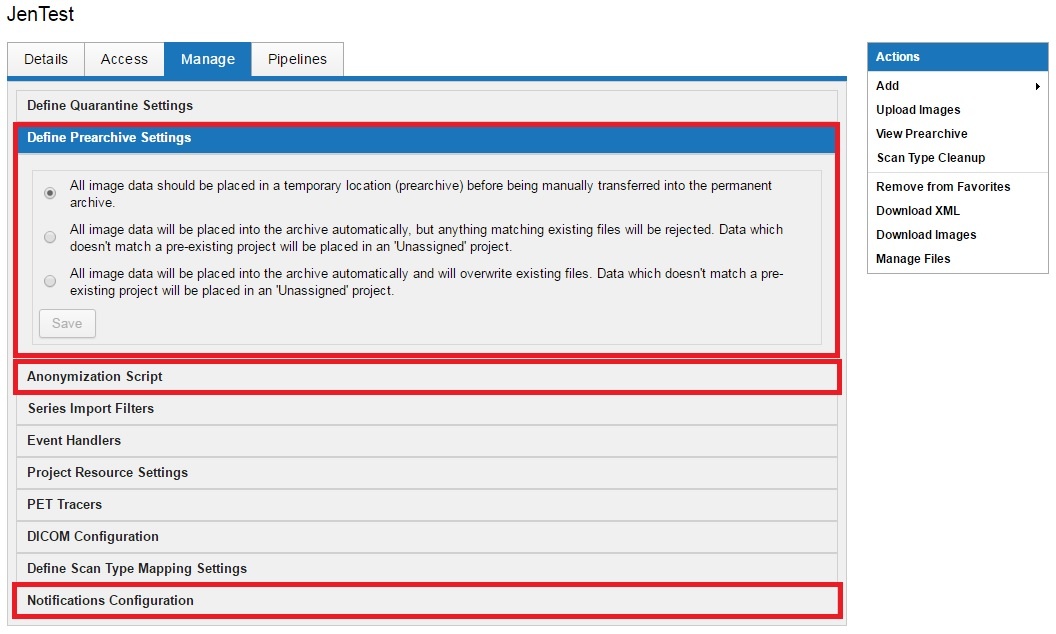 JenTest
Details
Access
Manage
Pipelines
Define Quarantine Settings
Define Prearchive Settings
All image data should be placed in a temporary location (prearchive) before being manually transferred into the permanent
archive.
All image data will be placed into the archive automatically, but anything matching existing files will be rejected. Data which
doesn't match a pre-existing project will be placed in an 'Unassigned' project.
All image data will be placed into the archive automatically and will overwrite existing files. Data which doesn't match a pre-
existing project will be placed in an 'Unassigned' project.
Save
Anonymization Script
Series Import Filters
Event Handlers
Project Resource Settings
PET Tracers
DICOM Configuration
Define Scan Type Mapping Settings
Notifications Configuration
Actions
Add
Upload Images
View Prearchive
Scan Type Cleanup
Remove from Favorites
Download XML
Download Images
Manage Files